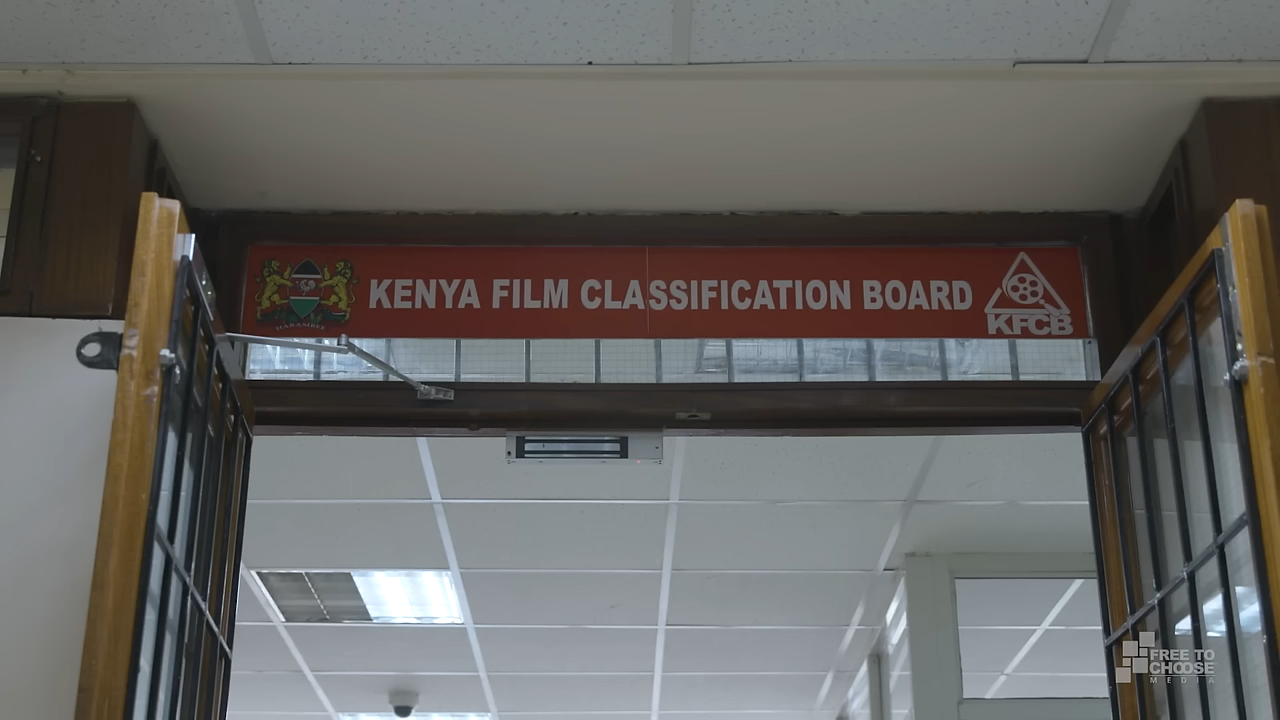 HARAMBEE
KENYA FILM CLASSIFICATION BOARD
KFCB
FREE TO
CHOOSE
MEDIA